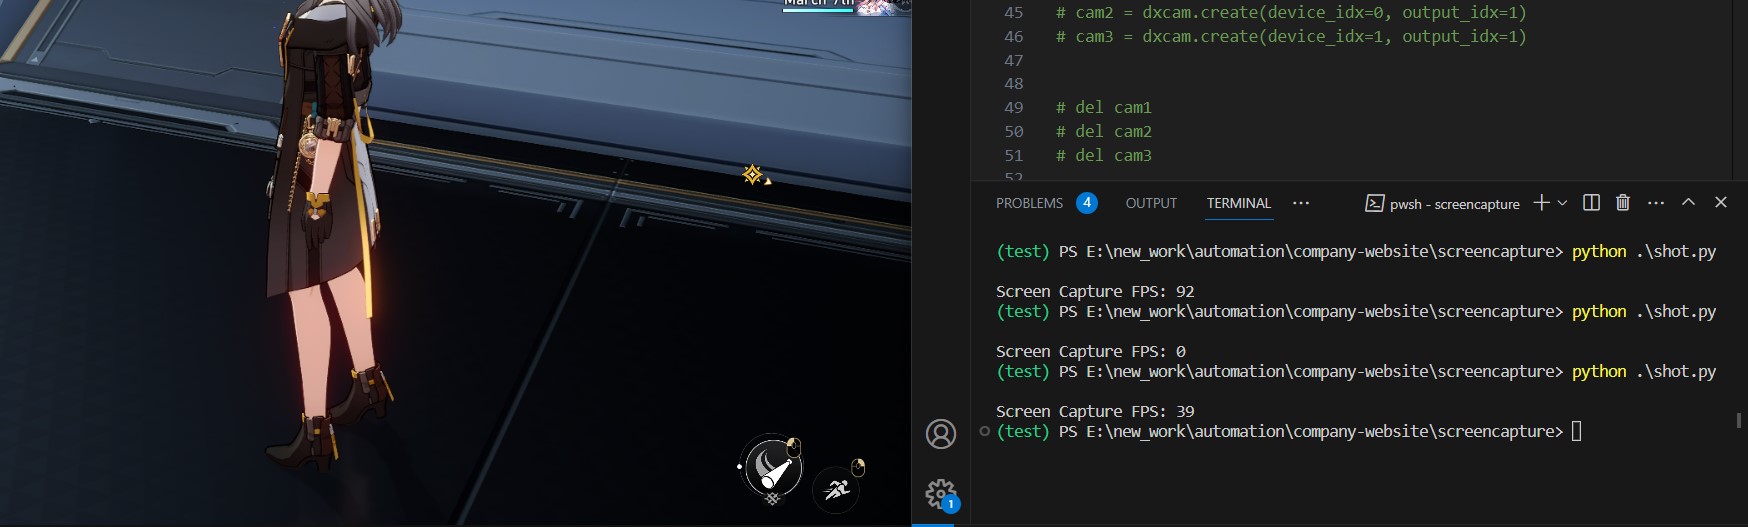 March 7th
45 # cam2 = dxcam.create(device_idx=0, output_idx=1)
46 # cam3 = dxcam.create(device_idx=1, output_idx=1)
47
48
49 # del cam1
50 # del cam2
51 # del cam3
52
PROBLEMS 4 OUTPUT TERMINAL ··· pwsh - screencapture
(test) PS E:\new_work\automation\company-website\screencapture> python .\shot.py
Screen Capture FPS: 92
(test) PS E:\new_work\automation\company-website\screencapture> python .\shot.py
Screen Capture FPS: 0
(test) PS E:\new_work\automation\company-website\screencapture> python .\shot.py
Screen Capture FPS: 39
(test) PS E:\new_work\automation\company-website\screencapture>
1